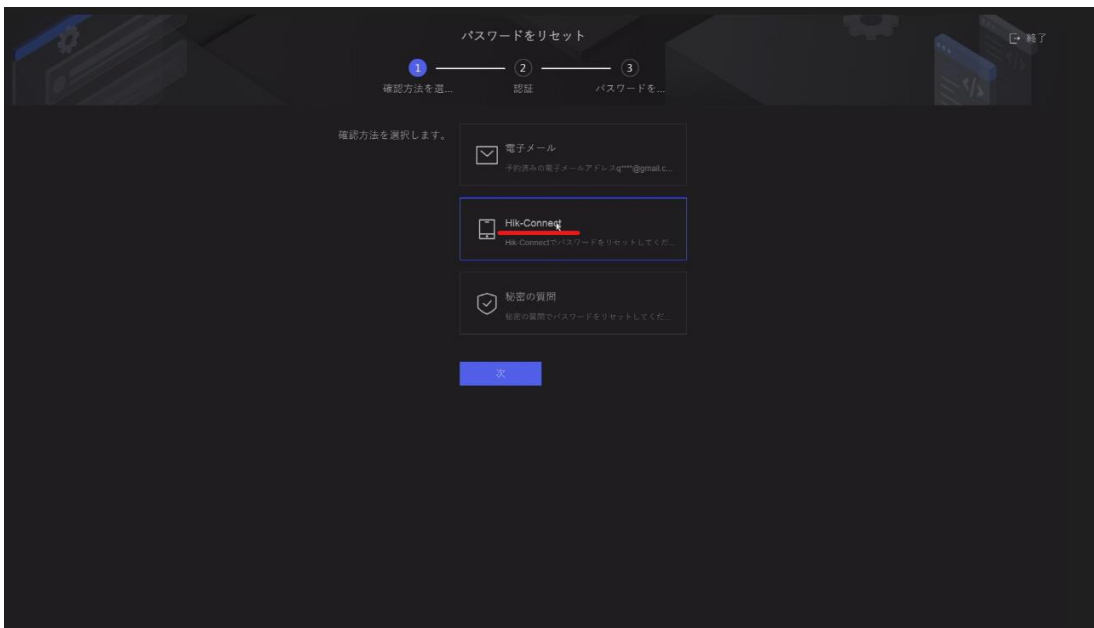 パスワードをリセット
終了
1 2 3
確認方法を選... 認証 パスワードを...
確認方法を選択します。
電子メール
予約済みの電子メールアドレスq****@gmail.c...
Hik-Connect
Hik-Connectでパスワードをリセットしてくだ...
秘密の質問
秘密の質問でパスワードをリセットしてくだ...
次